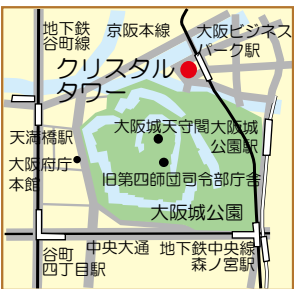 地下鉄
谷町線
京阪本線
大阪ビジネス
パーク駅
クリスタル
タワー
天満橋駅
大阪城天守閣
大阪城
公園駅
大阪府庁
本館
旧第四師団司令部庁舎
大阪城公園
谷町
四丁目駅
中央大通
地下鉄中央線
森ノ宮駅